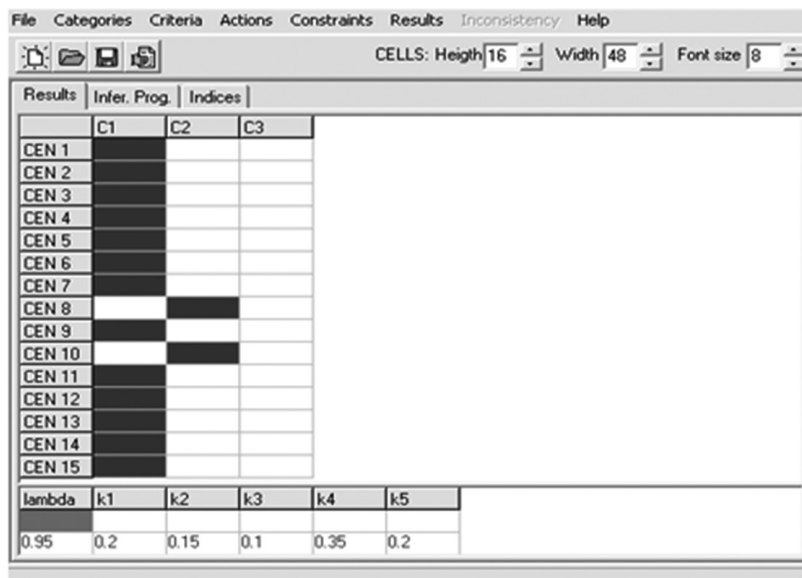 File Categories Criteria Actions Constraints Results Inconsistency Help
CELLS: Heigth 16 Width 48 Font size 8
Results Infer. Prog. Indices
C1 C2 C3
CEN 1
CEN 2
CEN 3
CEN 4
CEN 5
CEN 6
CEN 7
CEN 8
CEN 9
CEN 10
CEN 11
CEN 12
CEN 13
CEN 14
CEN 15
lambda k1 k2 k3 k4 k5
0.95 0.2 0.15 0.1 0.35 0.2